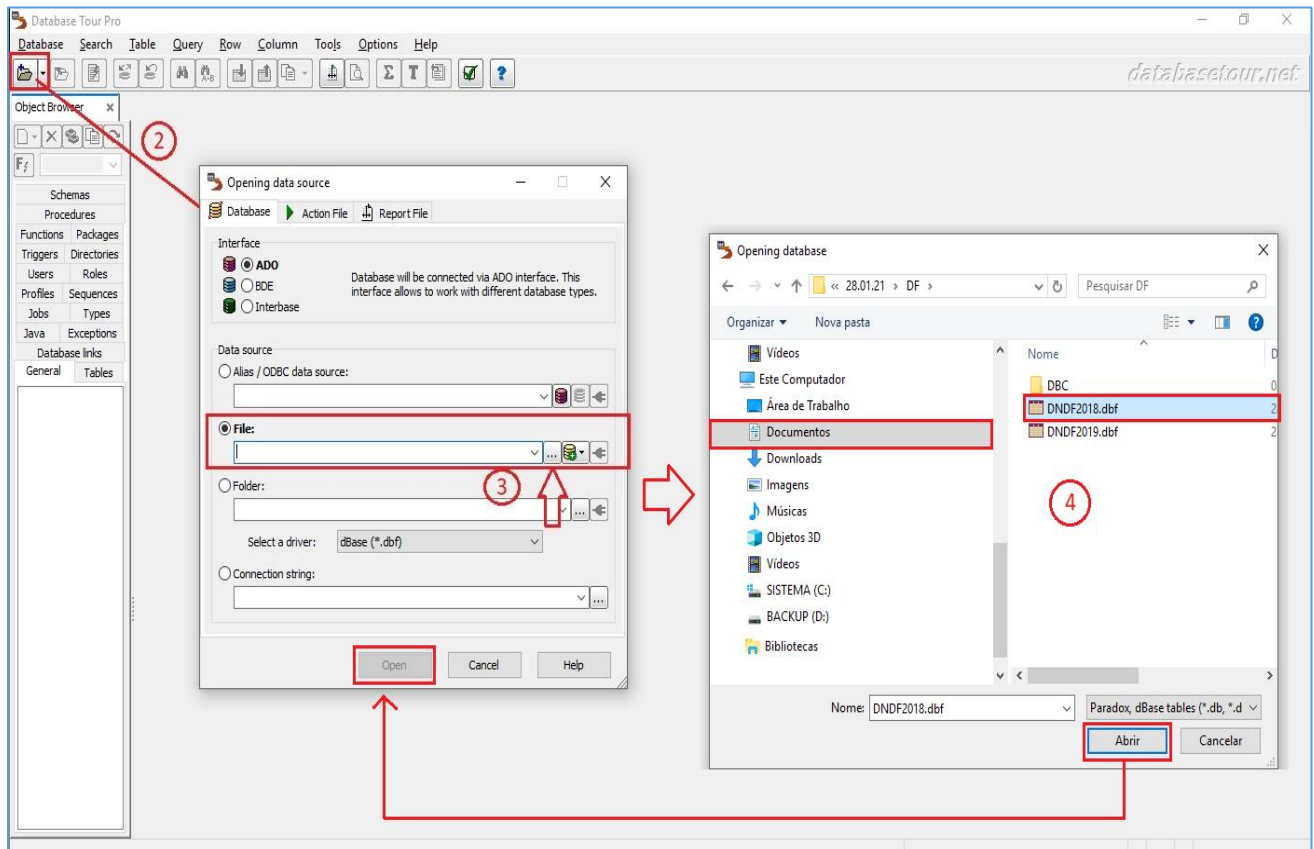 Database Tour Pro
Database Search Table Query Row Column Tools Options Help
databasetour.net
Object Browser
2
Schemas
Procedures
Functions Packages
Triggers Directories
Users Roles
Profiles Sequences
Jobs Types
Java Exceptions
Database links
General Tables
Opening data source
Database Action File Report File
Interface
ADO
BDE
Interbase
Database will be connected via ADO interface. This
interface allows to work with different database types.
Data source
Alias / ODBC data source:
File:
3
Folder:
Select a driver: dBase (*.dbf)
Connection string:
Open Cancel Help
Opening database
« 28.01.21 › DF ›
Pesquisar DF
Organizar Nova pasta
Vídeos
Este Computador
Área de Trabalho
Documentos
Downloads
Imagens
Músicas
Objetos 3D
Vídeos
SISTEMA (C:)
BACKUP (D:)
Bibliotecas
Nome D
DBC 0
DNDF2018.dbf 2
DNDF2019.dbf 2
4
Nome: DNDF2018.dbf
Paradox, dBase tables (*.db, *.d
Abrir Cancelar